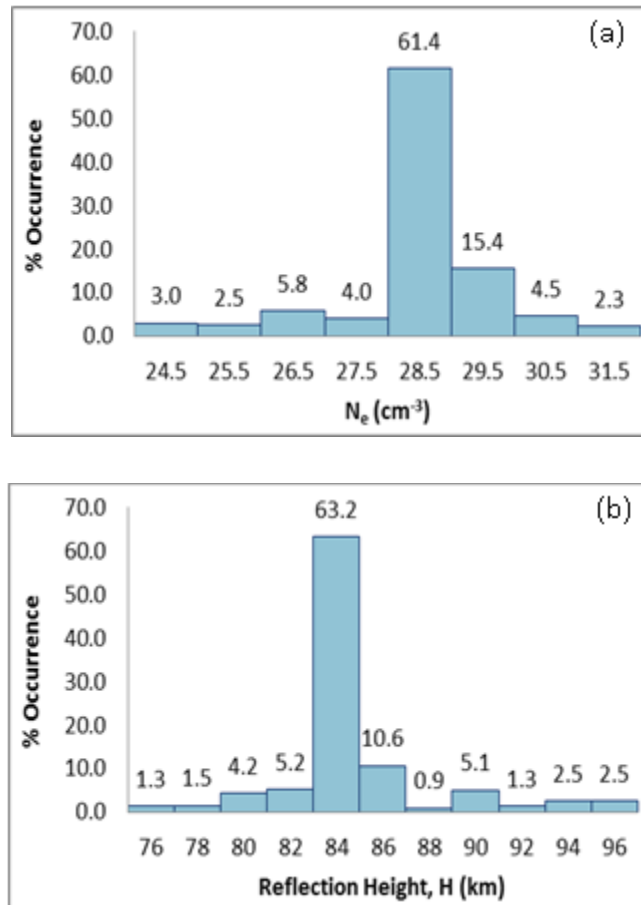 70.0
(a)
61.4
60.0
50.0
40.0
30.0
20.0
15.4
10.0
3.0 2.5 5.8 4.0 4.5 2.3
0.0
24.5 25.5 26.5 27.5 28.5 29.5 30.5 31.5
% Occurrence
Ne (cm-3)
70.0
(b)
63.2
60.0
50.0
40.0
30.0
20.0
10.6
10.0
1.3 1.5 4.2 5.2 0.9 5.1 1.3 2.5 2.5
0.0
76 78 80 82 84 86 88 90 92 94 96
% Occurrence
Reflection Height, H (km)